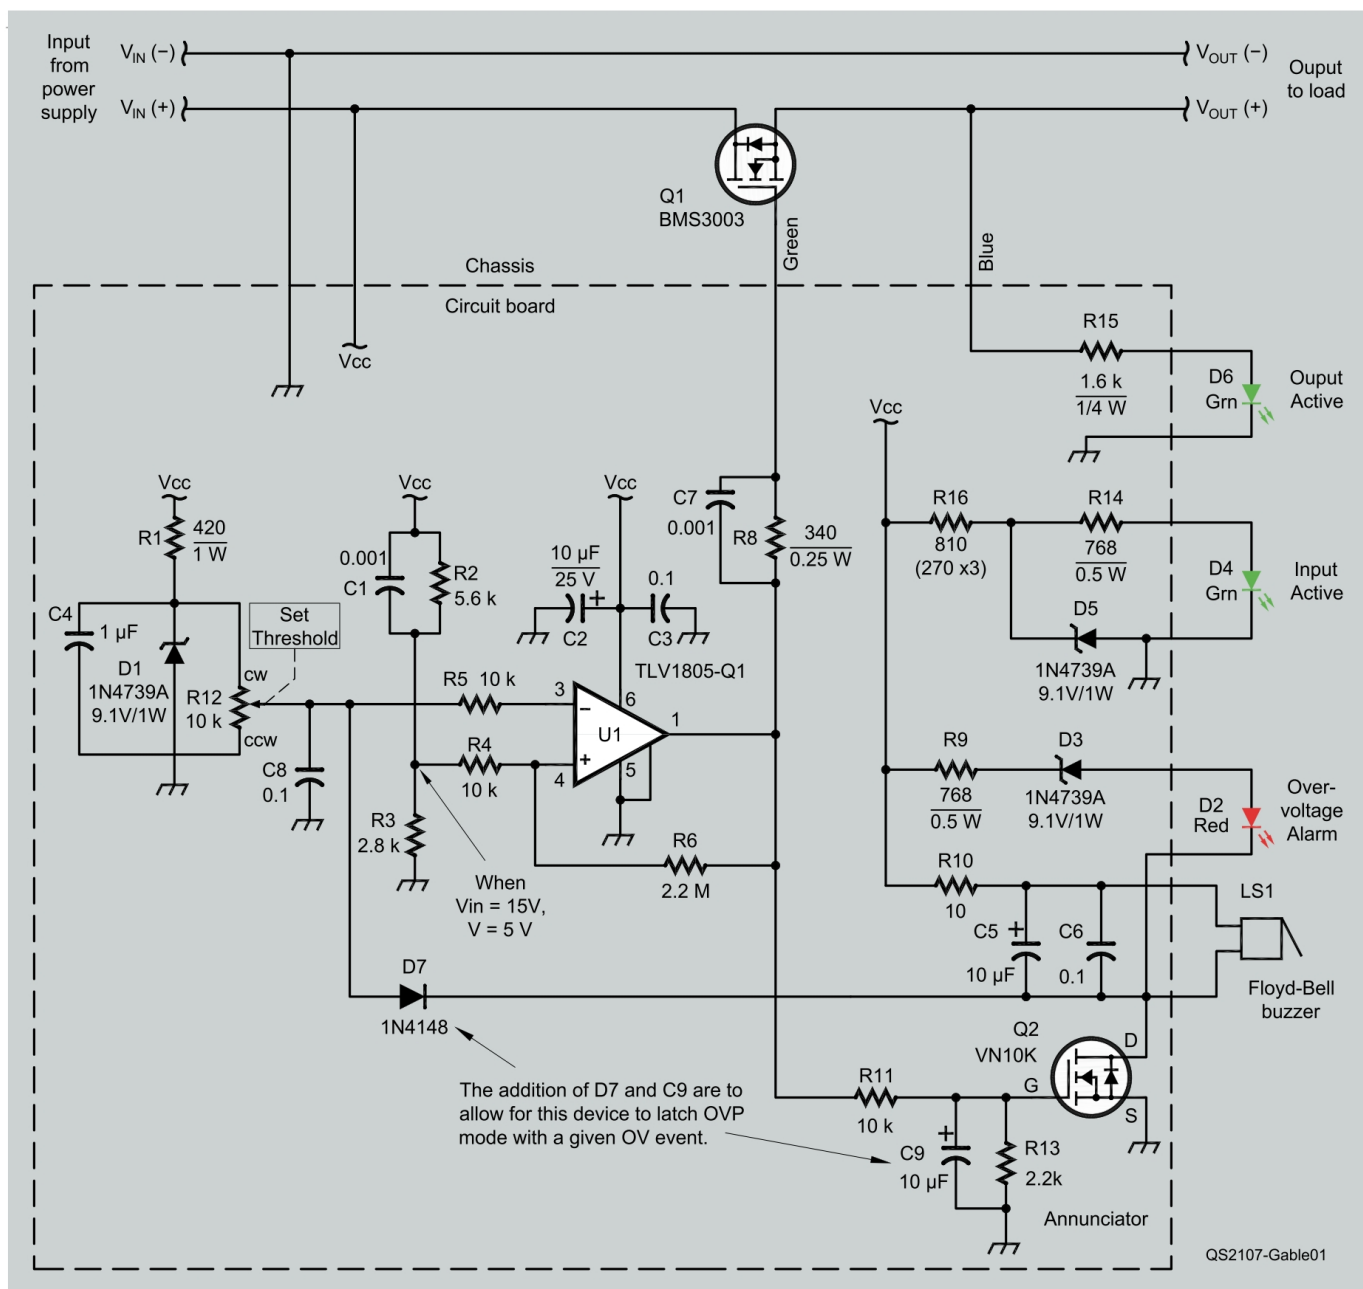 Input
from
power
supply
VIN (−)
VIN (+)
VOUT (−)
VOUT (+)
Ouput
to load
Q1
BMS3003
Green
Blue
Chassis
Circuit board
Vcc
R15
1.6 k
1/4 W
D6
Grn
Ouput
Active
Vcc
Vcc
R1
420
1 W
Vcc
0.001
C1
R2
5.6 k
Vcc
10 µF
25 V
C2
0.1
C3
C7
0.001
R8
340
0.25 W
R16
810
(270 x3)
R14
768
0.5 W
D4
Grn
Input
Active
D5
1N4739A
9.1V/1W
C4
1 µF
D1
1N4739A
9.1V/1W
R12
10 k
cw
ccw
Set
Threshold
C8
0.1
R5 10 k
R4
10 k
TLV1805-Q1
3
−
6
U1
1
+
4
5
R3
2.8 k
R6
2.2 M
When
Vin = 15V,
V = 5 V
R9
768
0.5 W
D3
1N4739A
9.1V/1W
D2
Red
Over-
voltage
Alarm
R10
10
C5
+
10 µF
C6
0.1
LS1
Floyd-Bell
buzzer
D7
1N4148
The addition of D7 and C9 are to
allow for this device to latch OVP
mode with a given OV event.
Q2
VN10K
D
G
S
R11
10 k
+
C9
10 µF
R13
2.2k
Annunciator
QS2107-Gable01